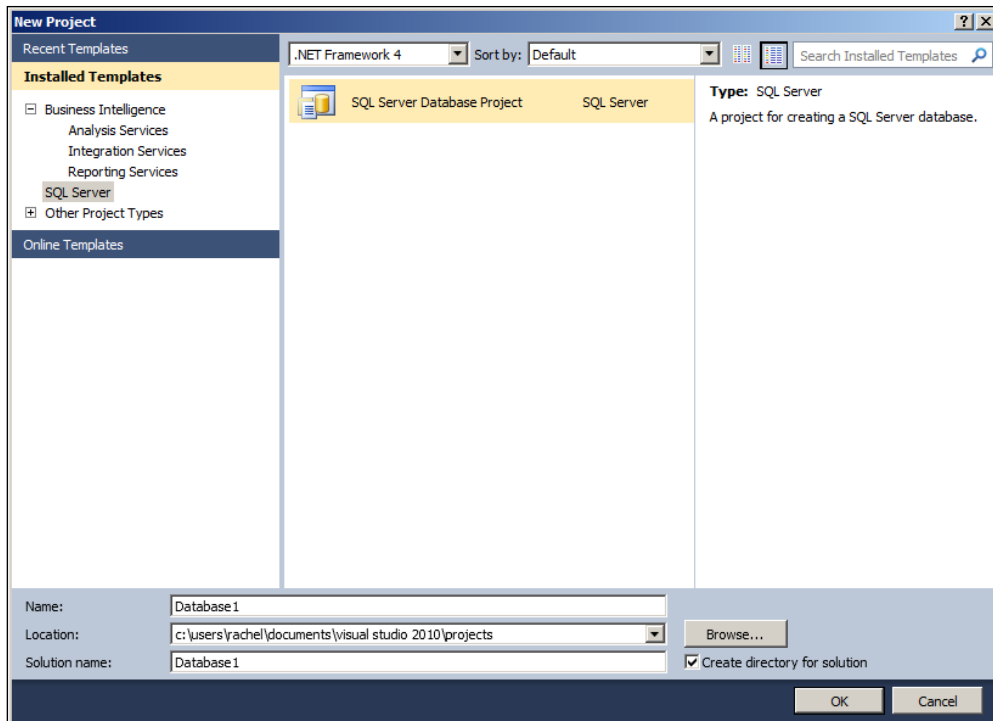 New Project
Recent Templates
Installed Templates
Business Intelligence
Analysis Services
Integration Services
Reporting Services
SQL Server
Other Project Types
Online Templates
.NET Framework 4 Sort by: Default Search Installed Templates
SQL Server Database Project SQL Server
Type: SQL Server
A project for creating a SQL Server database.
Name: Database1
Location: c:\users\rachel\documents\visual studio 2010\projects Browse...
Solution name: Database1 Create directory for solution
OK Cancel